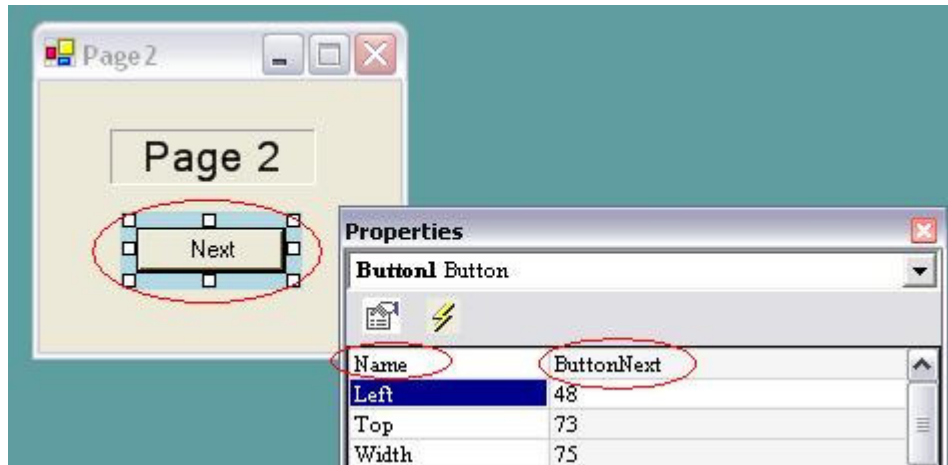 Page 2
Page 2
Next
Properties
Button1 Button
Name ButtonNext
Left 48
Top 73
Width 75